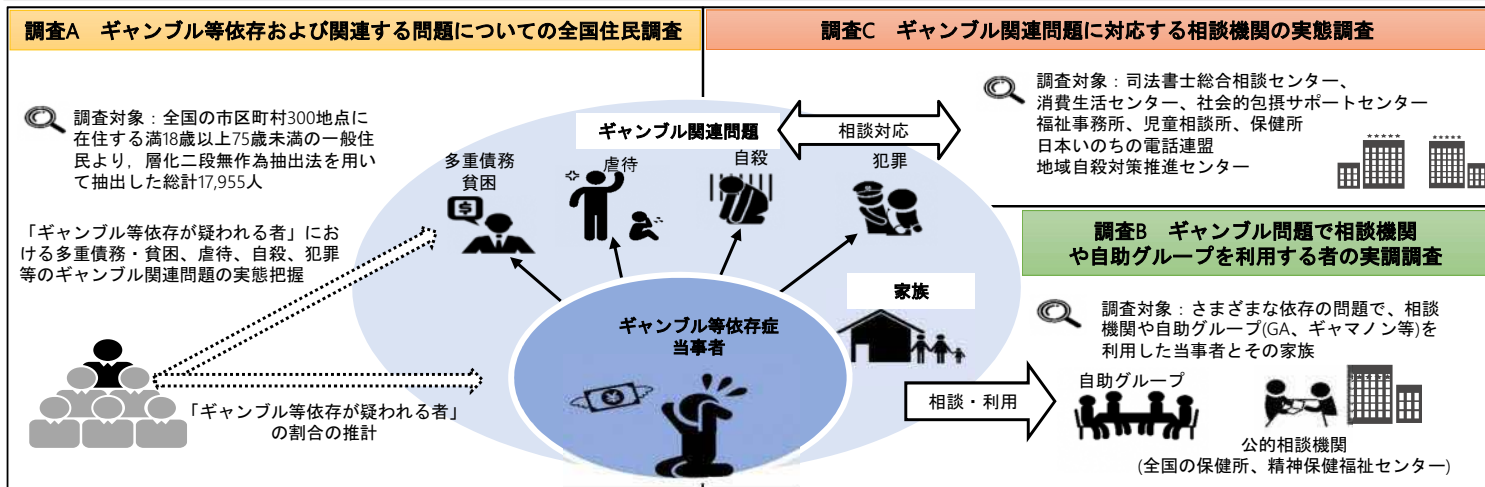 調査A　ギャンブル等依存および関連する問題についての全国住民調査
調査対象：全国の市区町村300地点に
在住する満18歳以上75歳未満の一般住
民より，層化二段無作為抽出法を用い
て抽出した総計17,955人
「ギャンブル等依存が疑われる者」にお
ける多重債務・貧困、虐待、自殺、犯罪
等のギャンブル関連問題の実態把握
「ギャンブル等依存が疑われる者」
の割合の推計
ギャンブル関連問題
多重債務
貧困
虐待
自殺
犯罪
家族
ギャンブル等依存症
当事者
相談対応
相談・利用
調査C　ギャンブル関連問題に対応する相談機関の実態調査
調査対象：司法書士総合相談センター、
消費生活センター、社会的包摂サポートセンター
福祉事務所、児童相談所、保健所
日本いのちの電話連盟
地域自殺対策推進センター
調査B　ギャンブル問題で相談機関
や自助グループを利用する者の実調調査
調査対象：さまざまな依存の問題で、相談
機関や自助グループ(GA、ギャマノン等)を
利用した当事者とその家族
自助グループ
公的相談機関
(全国の保健所、精神保健福祉センター)